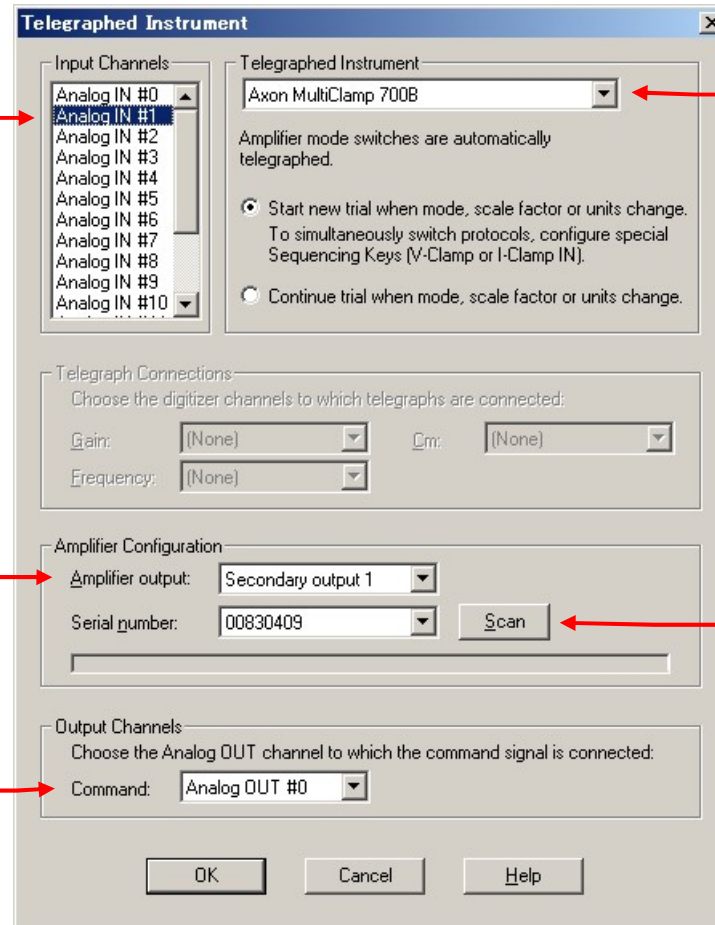 Telegraphed Instrument
Input Channels
Analog IN #0
Analog IN #1
Analog IN #2
Analog IN #3
Analog IN #4
Analog IN #5
Analog IN #6
Analog IN #7
Analog IN #8
Analog IN #9
Analog IN #10
Telegraphed Instrument
Axon MultiClamp 700B
Amplifier mode switches are automatically
telegraphed.
Start new trial when mode, scale factor or units change.
To simultaneously switch protocols, configure special
Sequencing Keys (V-Clamp or I-Clamp IN).
Continue trial when mode, scale factor or units change.
Telegraph Connections
Choose the digitizer channels to which telegraphs are connected:
Gain: (None) Cm: (None)
Frequency: (None)
Amplifier Configuration
Amplifier output: Secondary output 1
Serial number: 00830409 Scan
Output Channels
Choose the Analog OUT channel to which the command signal is connected:
Command: Analog OUT #0
OK Cancel Help